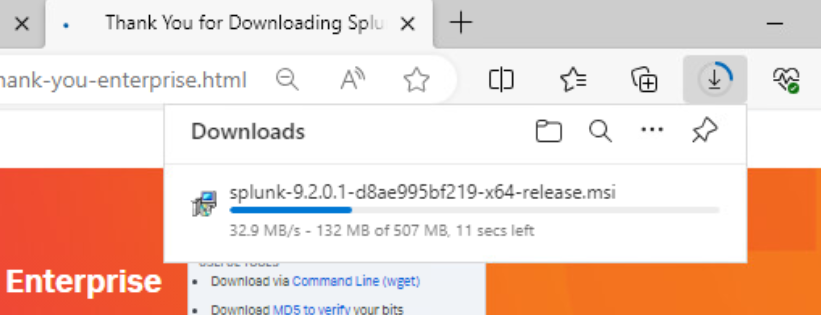 Thank You for Downloading Splu
hank-you-enterprise.html
Downloads
splunk-9.2.0.1-d8ae995bf219-x64-release.msi
32.9 MB/s - 132 MB of 507 MB, 11 secs left
Enterprise
USEFUL TOOLS
Download via Command Line (wget)
Download MD5 to verify your bits